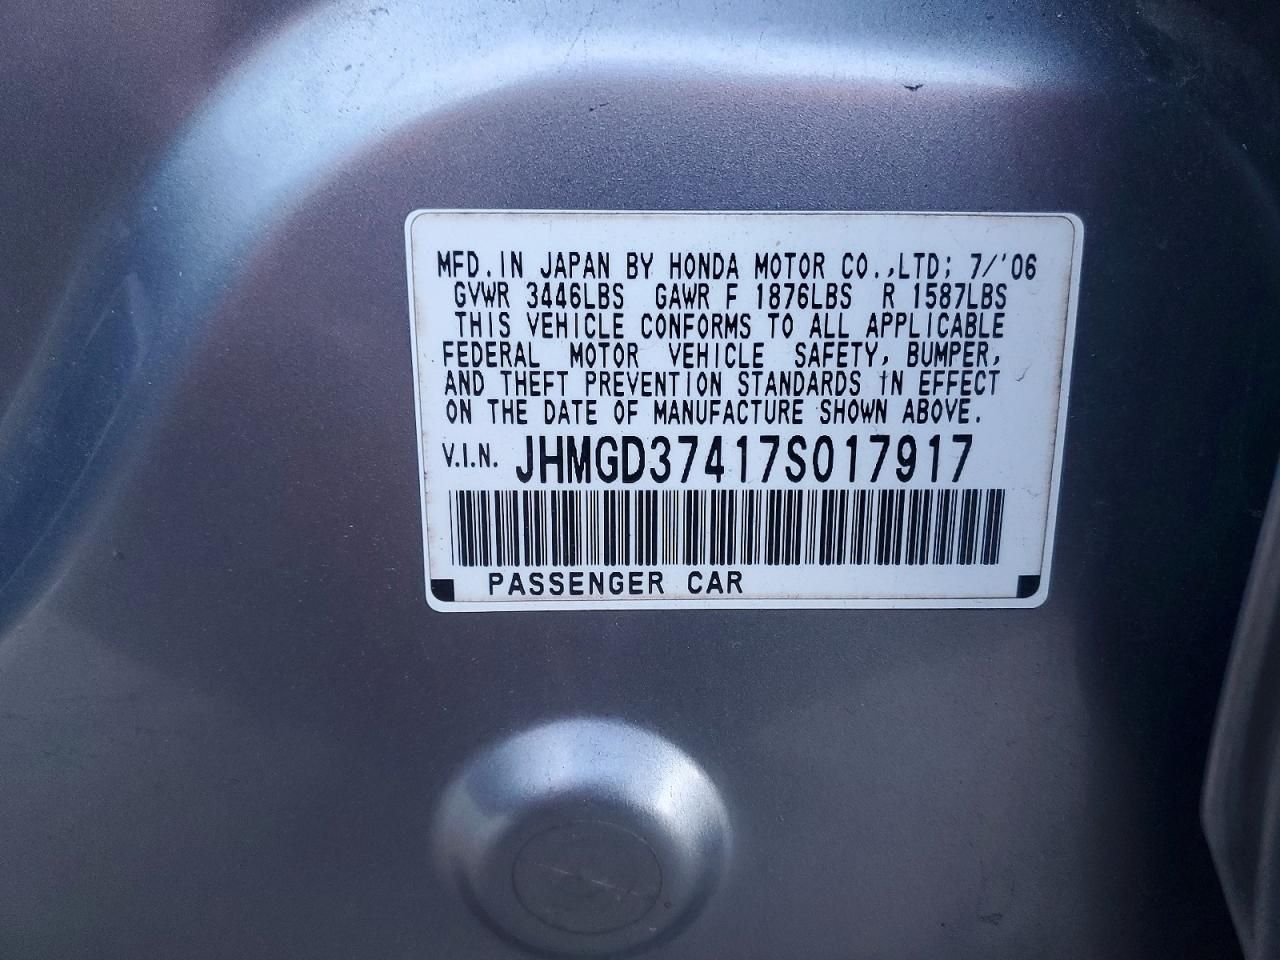 MFD. IN JAPAN BY HONDA MOTOR CO.,LTD; 7/'06
GVWR 3446LBS GAWR F 1876LBS R 1587LBS
THIS VEHICLE CONFORMS TO ALL APPLICABLE
FEDERAL MOTOR VEHICLE SAFETY, BUMPER,
AND THEFT PREVENTION STANDARDS IN EFFECT
ON THE DATE OF MANUFACTURE SHOWN ABOVE.
V.I.N. JHMGD37417S017917
PASSENGER CAR